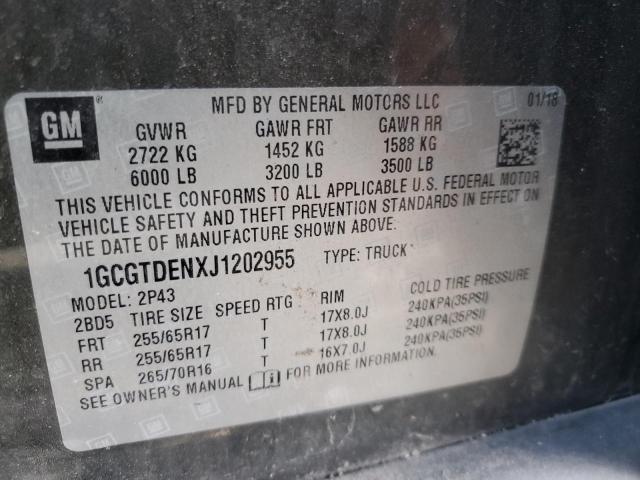 GM ®
MFD BY GENERAL MOTORS LLC 01/18
GVWR GAWR FRT GAWR RR
2722 KG 1452 KG 1588 KG
6000 LB 3200 LB 3500 LB
THIS VEHICLE CONFORMS TO ALL APPLICABLE U.S. FEDERAL MOTOR
VEHICLE SAFETY AND THEFT PREVENTION STANDARDS IN EFFECT ON
THE DATE OF MANUFACTURE SHOWN ABOVE.
1GCGTDENXJ1202955 TYPE: TRUCK
MODEL: 2P43
2BD5 TIRE SIZE SPEED RTG RIM COLD TIRE PRESSURE
FRT 255/65R17 T 17X8.0J 240KPA(35PSI)
RR 255/65R17 T 17X8.0J 240KPA(35PSI)
SPA 265/70R16 T 16X7.0J 240KPA(35PSI)
SEE OWNER'S MANUAL FOR MORE INFORMATION.